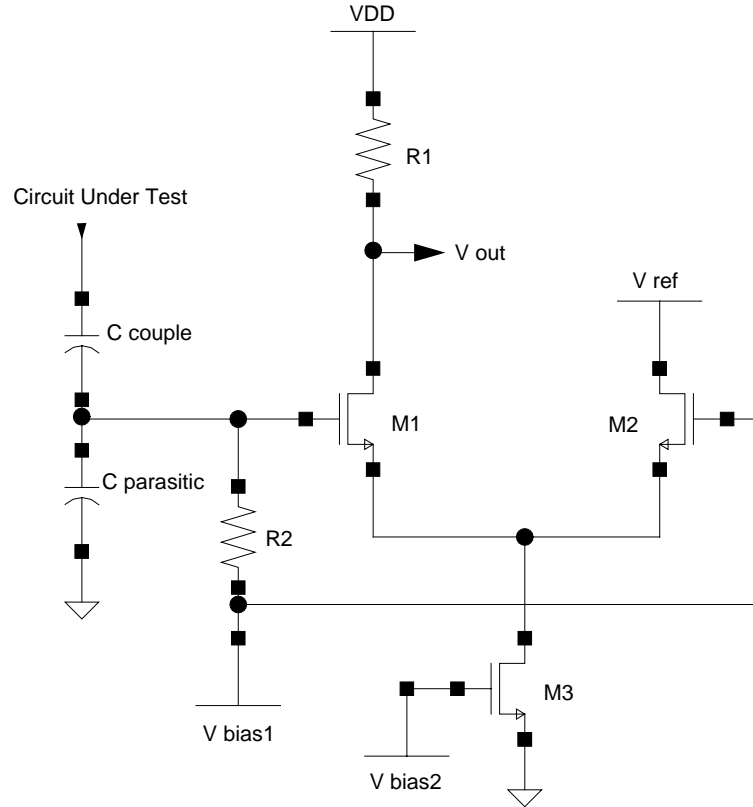 VDD
R1
Circuit Under Test
V out
V ref
C couple
M1
M2
C parasitic
R2
M3
V bias1
V bias2